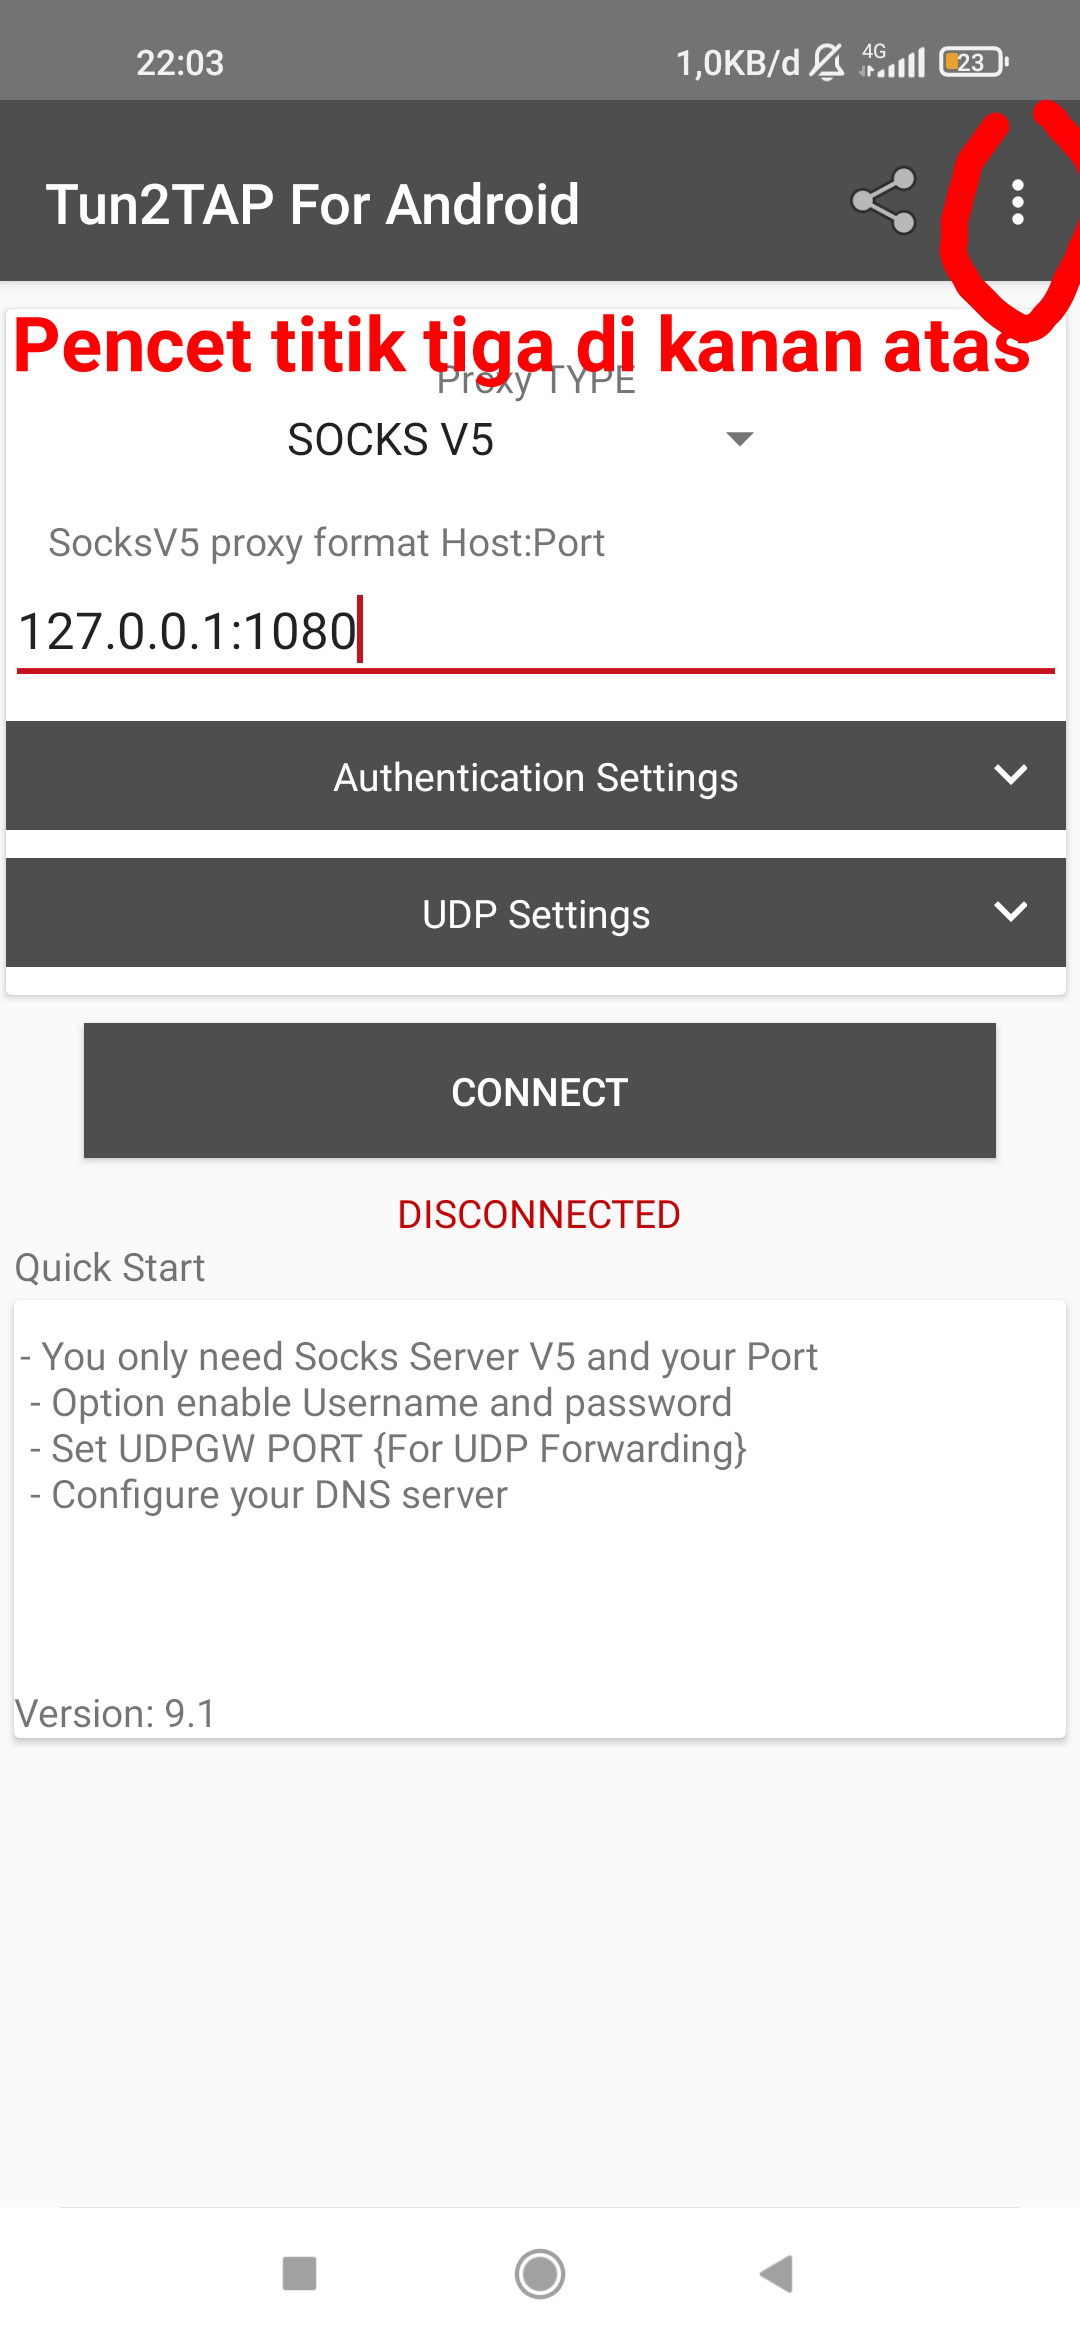 22:03
1,0KB/d
4G
23
Tun2TAP For Android
Pencet titik tiga di kanan atas
Proxy TYPE
SOCKS V5
SocksV5 proxy format Host:Port
127.0.0.1:1080
Authentication Settings
UDP Settings
CONNECT
DISCONNECTED
Quick Start
- You only need Socks Server V5 and your Port
- Option enable Username and password
- Set UDPGW PORT {For UDP Forwarding}
- Configure your DNS server
Version: 9.1